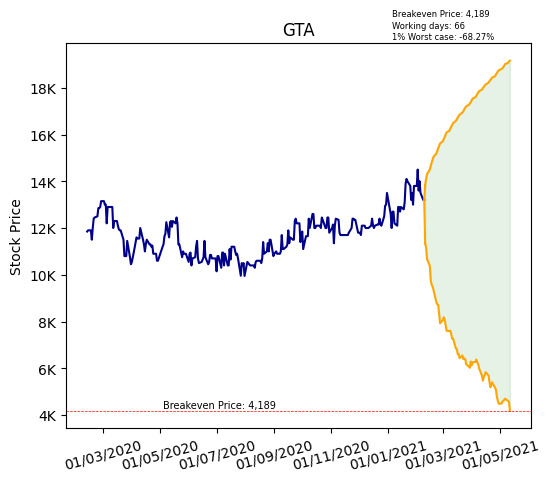 Breakeven Price: 4,189
Working days: 66
1% Worst case: -68.27%
GTA
Stock Price
18K
16K
14K
12K
10K
8K
6K
4K
Breakeven Price: 4,189
01/03/2020
01/05/2020
01/07/2020
01/09/2020
01/11/2020
01/01/2021
01/03/2021
01/05/2021